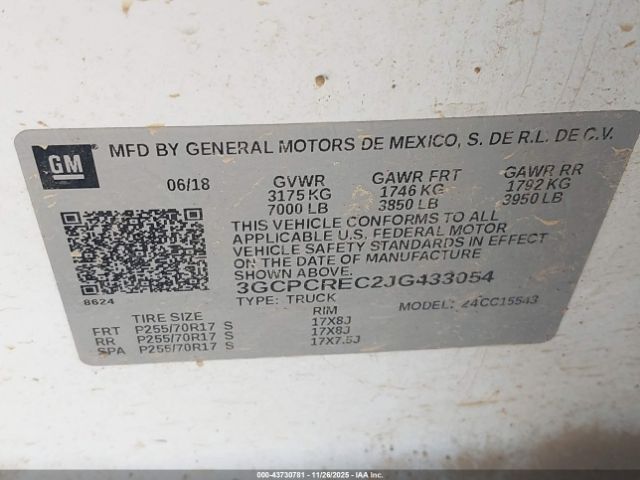 GM
MFD BY GENERAL MOTORS DE MEXICO, S. DE R.L. DE C.V.
06/18 GVWR GAWR FRT GAWR RR
3175 KG 1746 KG 1792 KG
7000 LB 3850 LB 3950 LB
THIS VEHICLE CONFORMS TO ALL
APPLICABLE U.S. FEDERAL MOTOR
VEHICLE SAFETY STANDARDS IN EFFECT
ON THE DATE OF MANUFACTURE
SHOWN ABOVE.
3GCPCREC2JG433054
8624
TYPE: TRUCK MODEL: Z4CC15543
TIRE SIZE RIM
FRT P255/70R17 S 17X8J
RR P255/70R17 S 17X8J
SPA P255/70R17 S 17X7.5J
000-43730781 - 11/26/2025 - IAA Inc.